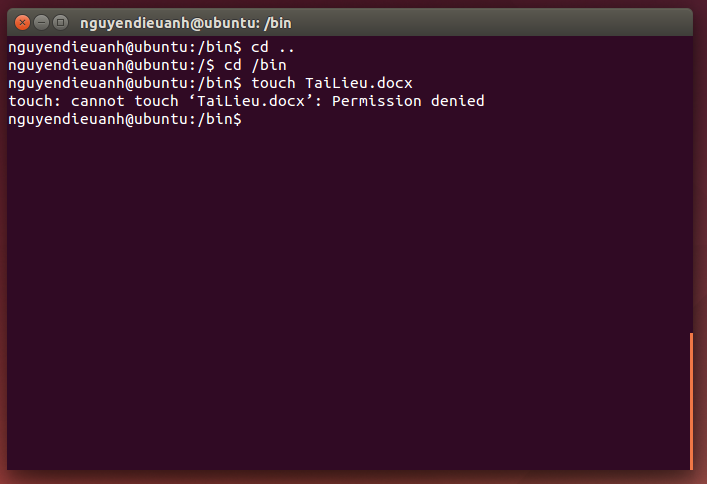 nguyendieuanh@ubuntu: /bin
nguyendieuanh@ubuntu:/bin$ cd ..
nguyendieuanh@ubuntu:/$ cd /bin
nguyendieuanh@ubuntu:/bin$ touch TaiLieu.docx
touch: cannot touch ‘TaiLieu.docx’: Permission denied
nguyendieuanh@ubuntu:/bin$